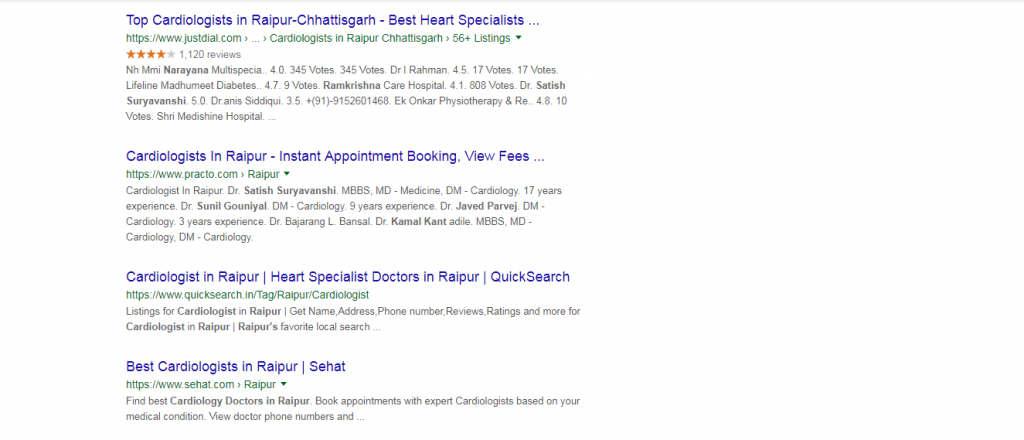 Top Cardiologists in Raipur-Chhattisgarh - Best Heart Specialists ...
https://www.justdial.com › ... › Cardiologists in Raipur Chhattisgarh › 56+ Listings
1,120 reviews
Nh Mmi Narayana Multispecia.. 4.0. 345 Votes. 345 Votes. Dr I Rahman. 4.5. 17 Votes. 17 Votes.
Lifeline Madhumeet Diabetes.. 4.7. 9 Votes. Ramkrishna Care Hospital. 4.1. 808 Votes. Dr. Satish
Suryavanshi. 5.0. Dr.anis Siddiqui. 3.5. +(91)-9152601468. Ek Onkar Physiotherapy & Re.. 4.8. 10
Votes. Shri Medishine Hospital. ...
Cardiologists In Raipur - Instant Appointment Booking, View Fees ...
https://www.practo.com › Raipur
Cardiologist In Raipur. Dr. Satish Suryavanshi. MBBS, MD - Medicine, DM - Cardiology. 17 years
experience. Dr. Sunil Gouniyal. DM - Cardiology. 9 years experience. Dr. Javed Parvej. DM -
Cardiology. 3 years experience. Dr. Bajarang L. Bansal. Dr. Kamal Kant adile. MBBS, MD -
Cardiology, DM - Cardiology.
Cardiologist in Raipur | Heart Specialist Doctors in Raipur | QuickSearch
https://www.quicksearch.in/Tag/Raipur/Cardiologist
Listings for Cardiologist in Raipur | Get Name,Address,Phone number,Reviews,Ratings and more for
Cardiologist in Raipur | Raipur's favorite local search ...
Best Cardiologists in Raipur | Sehat
https://www.sehat.com › Raipur
Find best Cardiology Doctors in Raipur. Book appointments with expert Cardiologists based on your
medical condition. View doctor phone numbers and ...